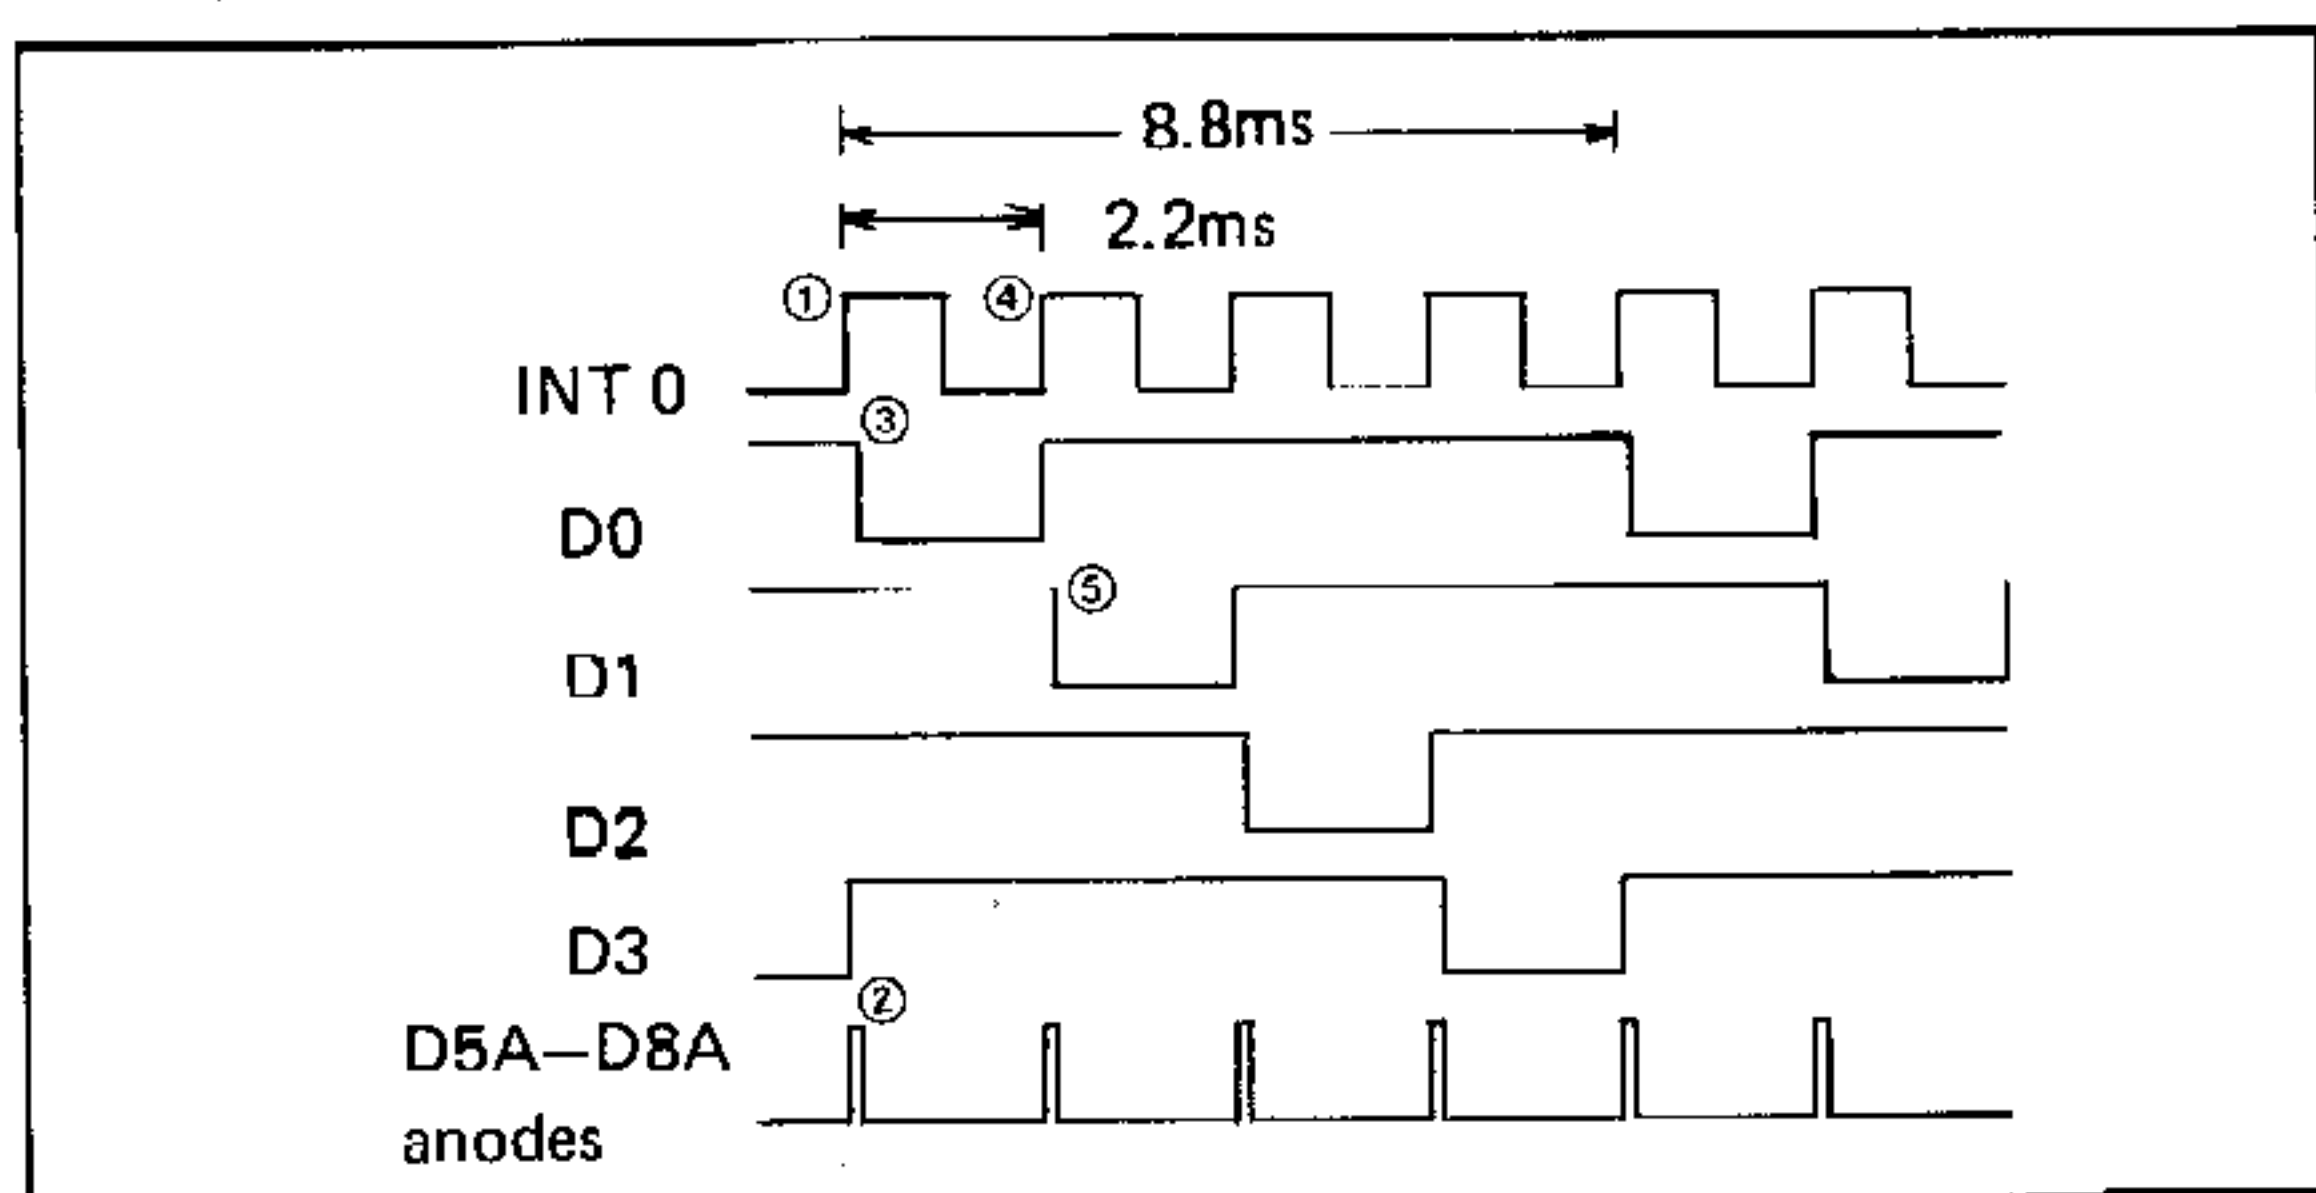 8.8ms
2.2ms
① ④
INT 0
③
D0
⑤
D1
D2
D3
②
D5A–D8A
anodes